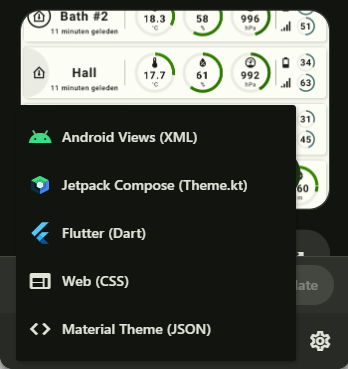 Bath #2
11 minuten geleden
18.3
°C
58
%
996
hPa
51
Hall
11 minuten geleden
17.7
°C
61
%
992
hPa
34
63
31
45
60
Android Views (XML)
Jetpack Compose (Theme.kt)
Flutter (Dart)
Web (CSS)
Material Theme (JSON)